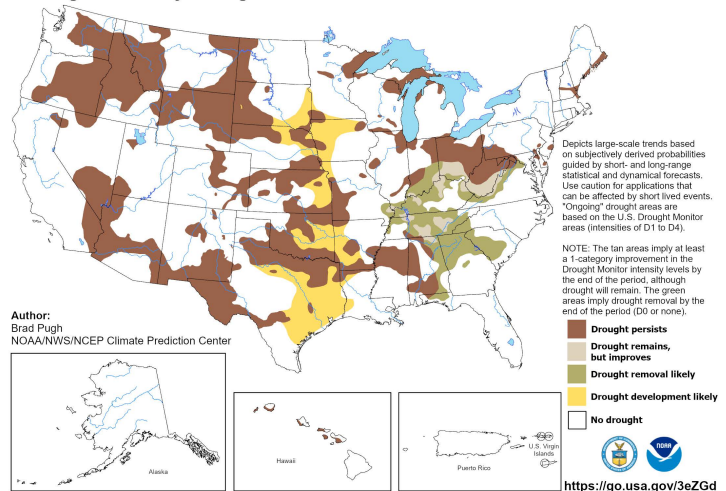 Depicts large-scale trends based
on subjectively derived probabilities
guided by short- and long-range
statistical and dynamical forecasts.
Use caution for applications that
can be affected by short lived events.
"Ongoing" drought areas are
based on the U.S. Drought Monitor
areas (intensities of D1 to D4).
NOTE: The tan areas imply at least
a 1-category improvement in the
Drought Monitor intensity levels by
the end of the period, although
drought will remain. The green
areas imply drought removal by the
end of the period (D0 or none).
Author:
Brad Pugh
NOAA/NWS/NCEP Climate Prediction Center
Drought persists
Drought remains,
but improves
Drought removal likely
Drought development likely
No drought
Alaska
Hawaii
Puerto Rico
U.S. Virgin
Islands
NOAA
https://go.usa.gov/3eZGd